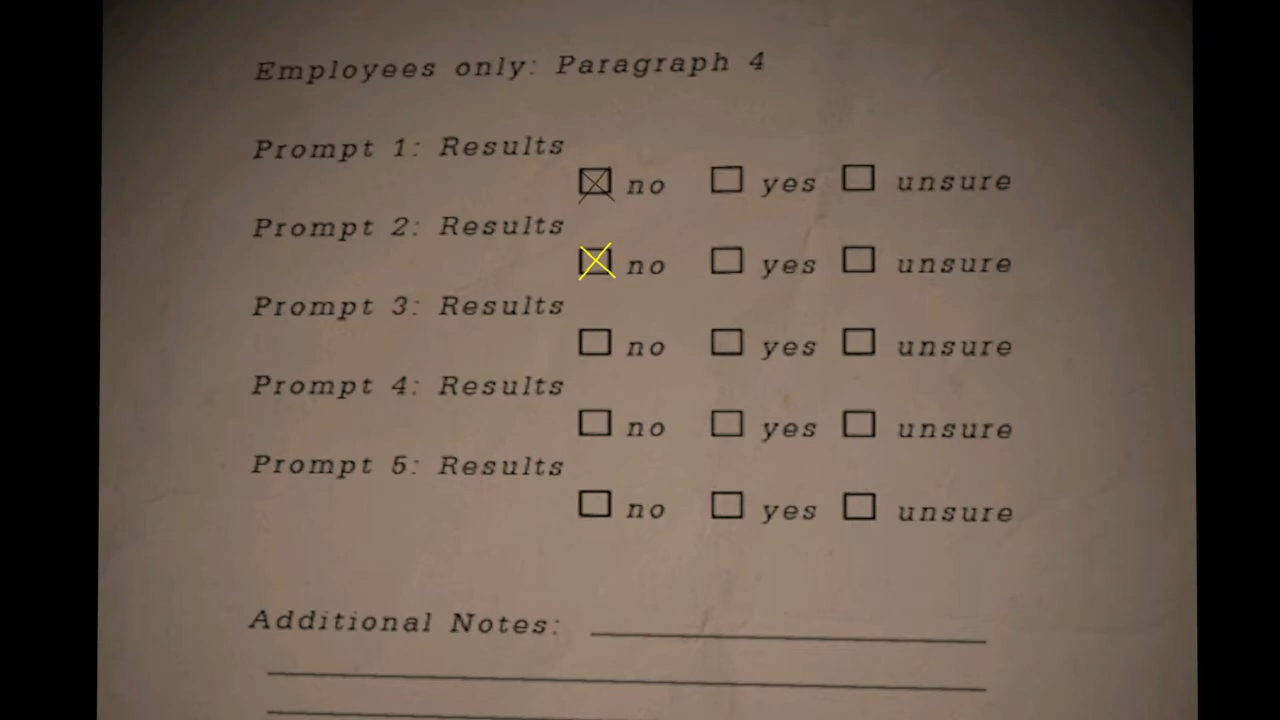 Employees only: Paragraph 4
Prompt 1: Results
no yes unsure
Prompt 2: Results
no yes unsure
Prompt 3: Results
no yes unsure
Prompt 4: Results
no yes unsure
Prompt 5: Results
no yes unsure
Additional Notes: